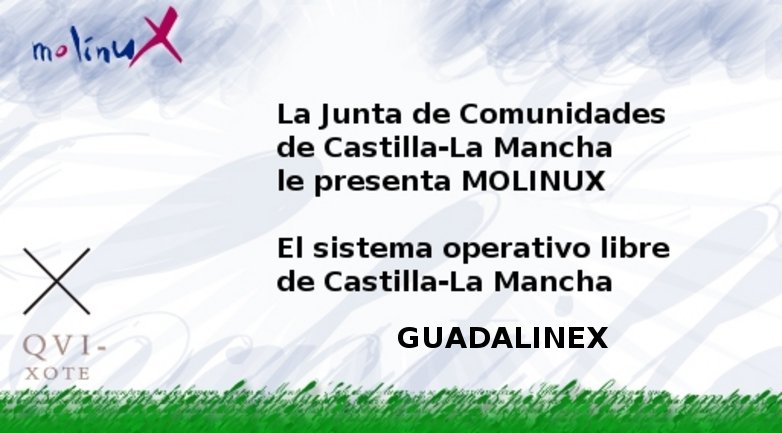 molinux
La Junta de Comunidades
de Castilla-La Mancha
le presenta MOLINUX
El sistema operativo libre
de Castilla-La Mancha
GUADALINEX
QVI-
XOTE